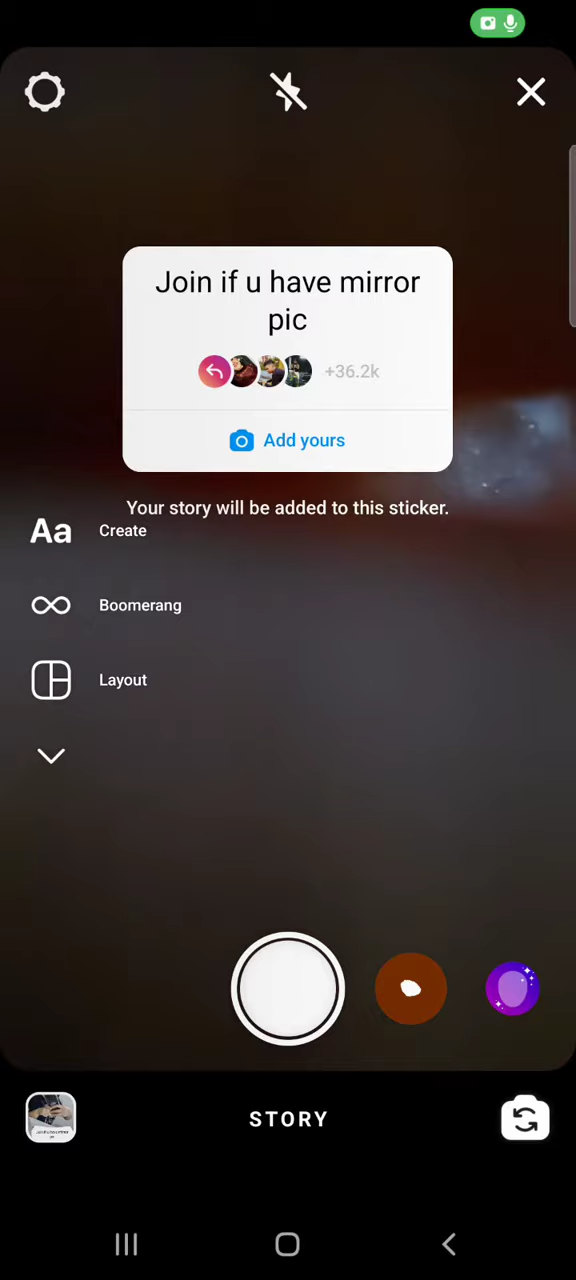 Join if u have mirror
pic
+36.2k
Add yours
Your story will be added to this sticker.
Aa Create
Boomerang
Layout
STORY